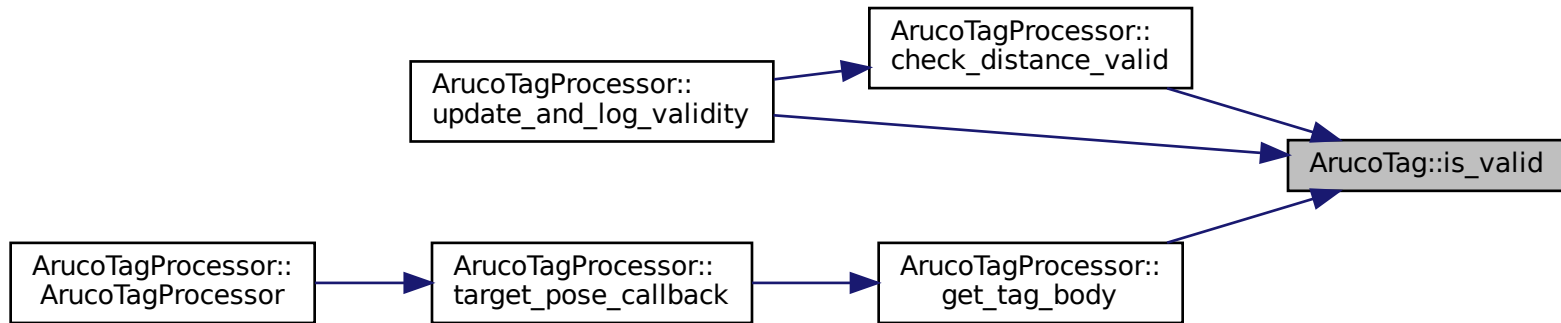 ArucoTagProcessor::
check_distance_valid
ArucoTagProcessor::
update_and_log_validity
ArucoTag::is_valid
ArucoTagProcessor::
ArucoTagProcessor
ArucoTagProcessor::
target_pose_callback
ArucoTagProcessor::
get_tag_body